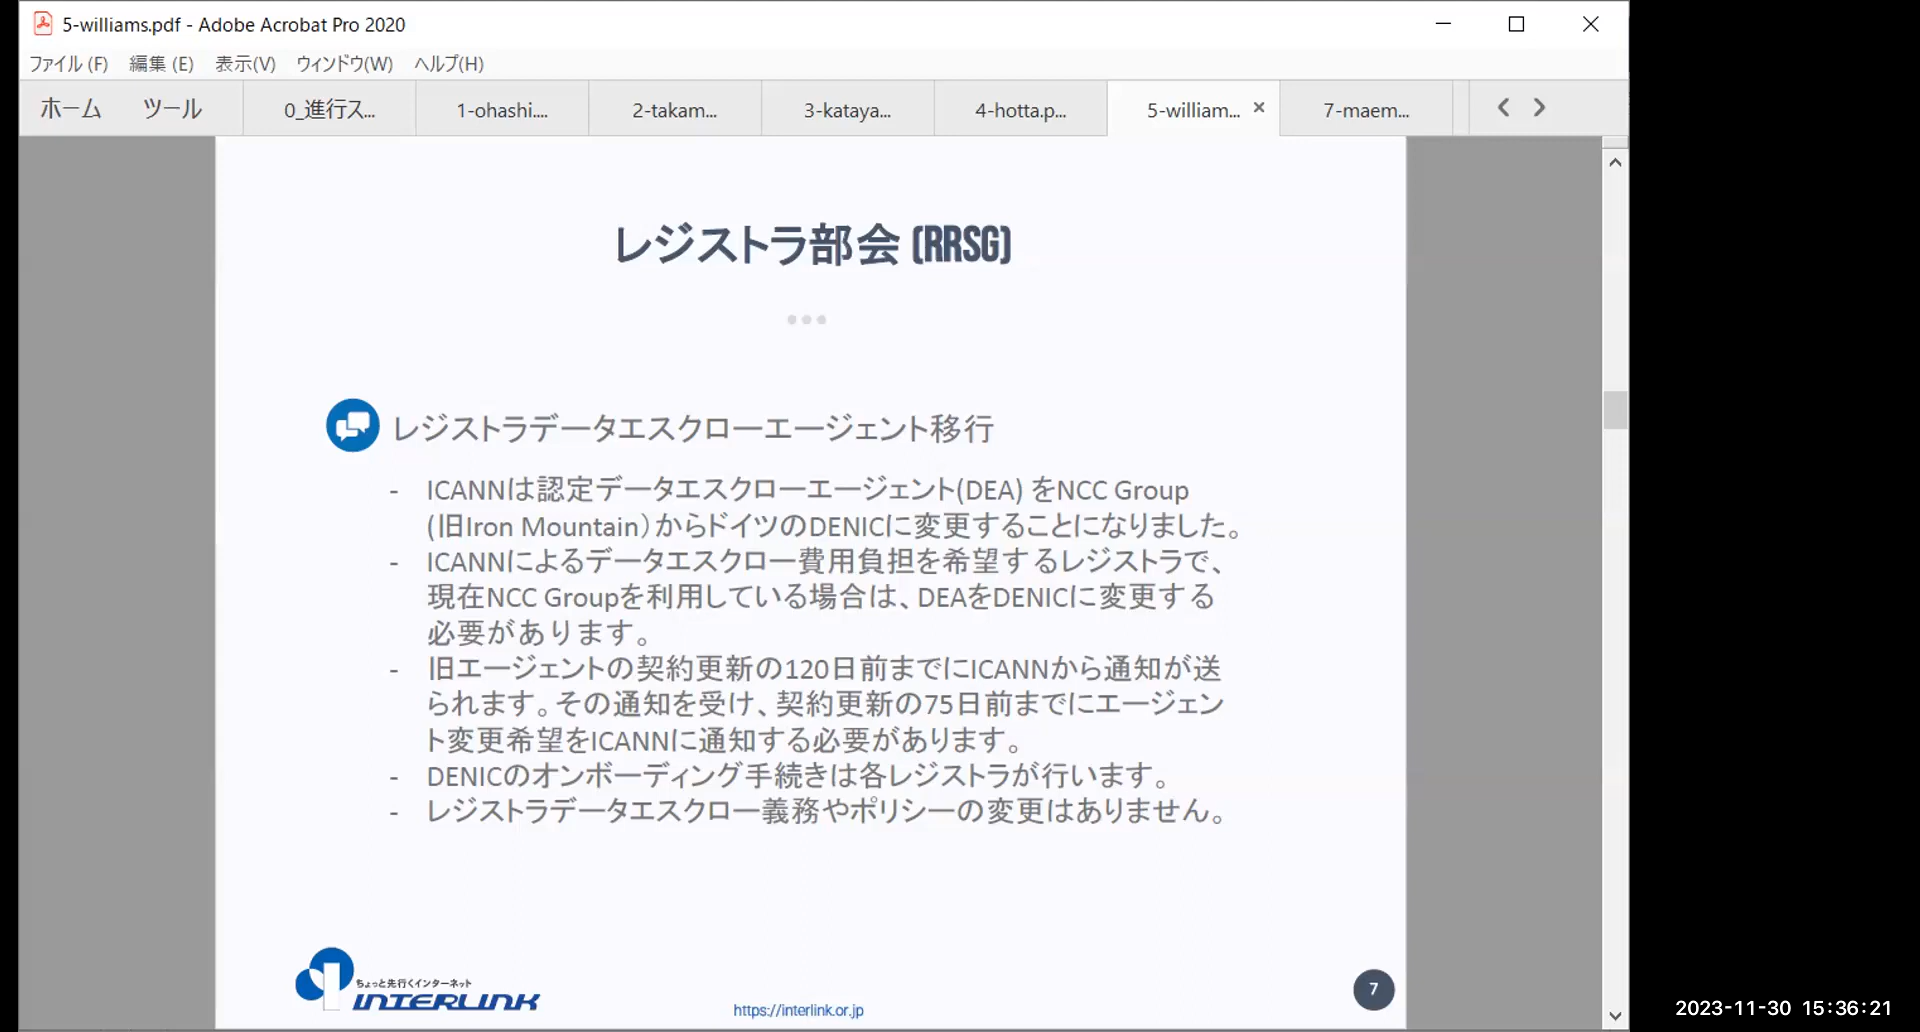 5-williams.pdf - Adobe Acrobat Pro 2020
ファイル(F) 編集(E) 表示(V) ウィンドウ(W) ヘルプ(H)
ホーム ツール 0_進行ス... 1-ohashi.... 2-takam... 3-kataya... 4-hotta.p... 5-william... × 7-maem...
レジストラ部会 (RRSG)
レジストラデータエスクローエージェント移行
- ICANNは認定データエスクローエージェント(DEA) をNCC Group
(旧Iron Mountain）からドイツのDENICに変更することになりました。
- ICANNによるデータエスクロー費用負担を希望するレジストラで、
現在NCC Groupを利用している場合は、DEAをDENICに変更する
必要があります。
- 旧エージェントの契約更新の120日前までにICANNから通知が送
られます。その通知を受け、契約更新の75日前までにエージェン
ト変更希望をICANNに通知する必要があります。
- DENICのオンボーディング手続きは各レジストラが行います。
- レジストラデータエスクロー義務やポリシーの変更はありません。
ちょっと先行くインターネット
INTERLINK
https://interlink.or.jp
7
2023-11-30 15:36:21